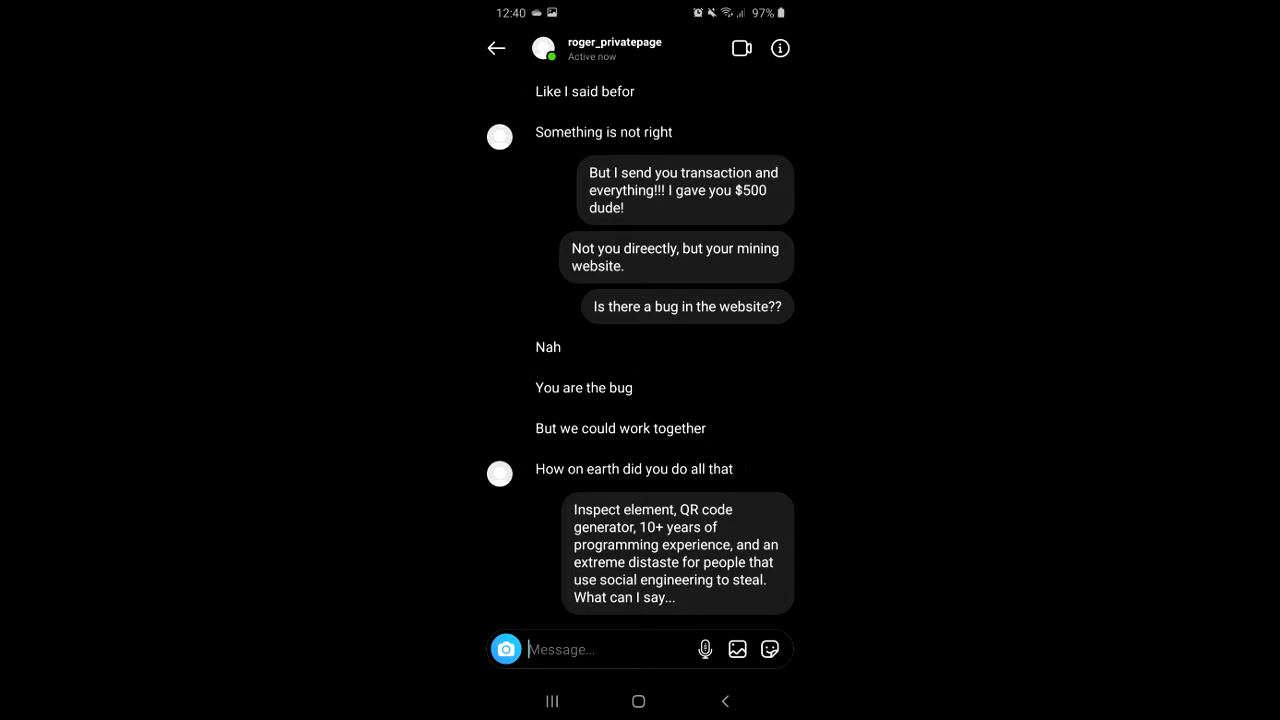 12:40
97%
roger_privatepage
Active now
Like I said befor
Something is not right
But I send you transaction and
everything!!! I gave you $500
dude!
Not you direectly, but your mining
website.
Is there a bug in the website??
Nah
You are the bug
But we could work together
How on earth did you do all that
Inspect element, QR code
generator, 10+ years of
programming experience, and an
extreme distaste for people that
use social engineering to steal.
What can I say...
Message...